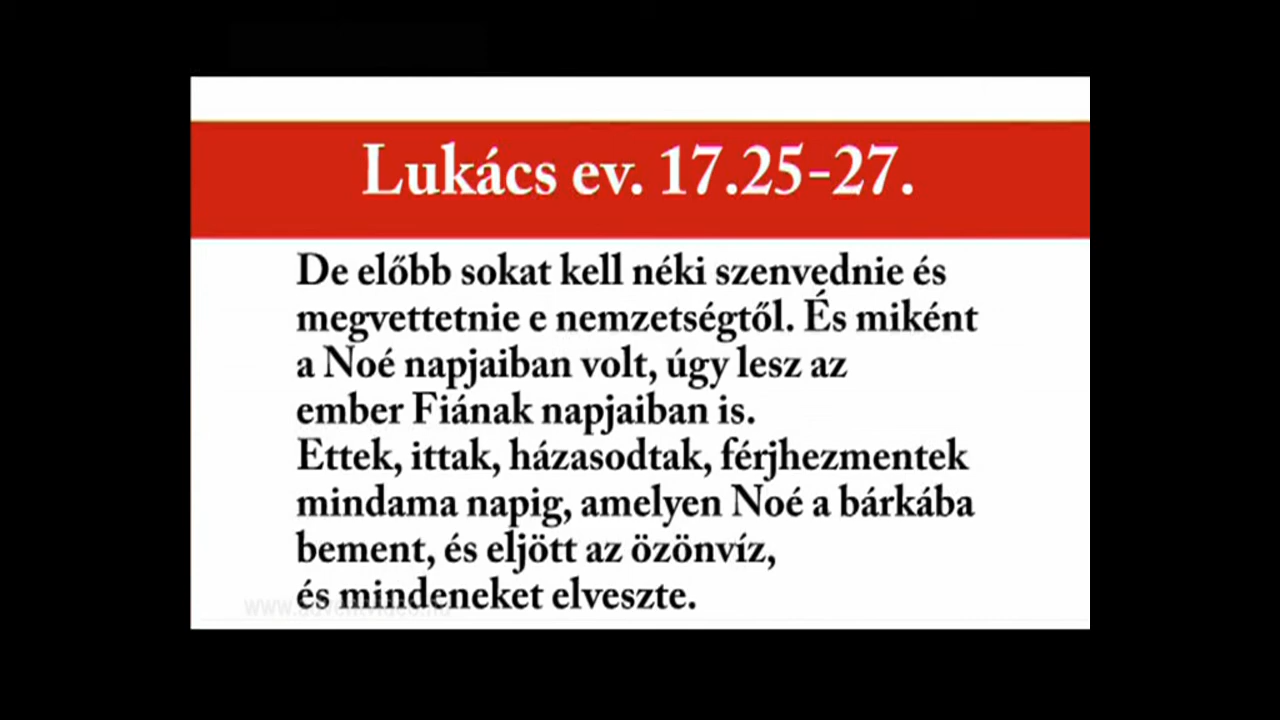 Lukács ev. 17.25-27.
De előbb sokat kell néki szenvednie és
megvettetnie e nemzetségtől. És miként
a Noé napjaiban volt, úgy lesz az
ember Fiának napjaiban is.
Ettek, ittak, házasodtak, férjhezmentek
mindama napig, amelyen Noé a bárkába
bement, és eljött az özönvíz,
és mindeneket elveszte.